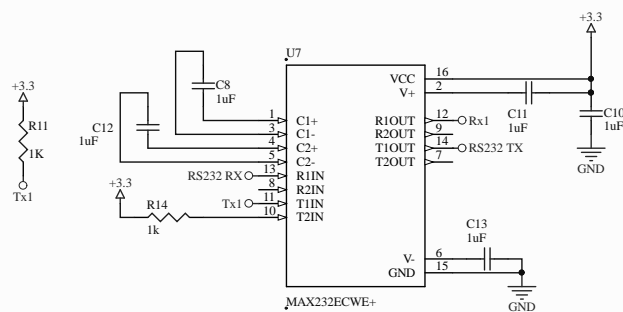 +3.3
R11
1K
Tx1
C12
1uF
C8
1uF
+3.3
R14
1k
RS232 RX
Tx1
U7
1
3
4
5
13
8
11
10
C1+
C1-
C2+
C2-
R1IN
R2IN
T1IN
T2IN
VCC
V+
R1OUT
R2OUT
T1OUT
T2OUT
V-
GND
16
2
12
9
14
7
6
15
MAX232ECWE+
Rx1
RS232 TX
+3.3
C11
1uF
C10
1uF
GND
C13
1uF
GND